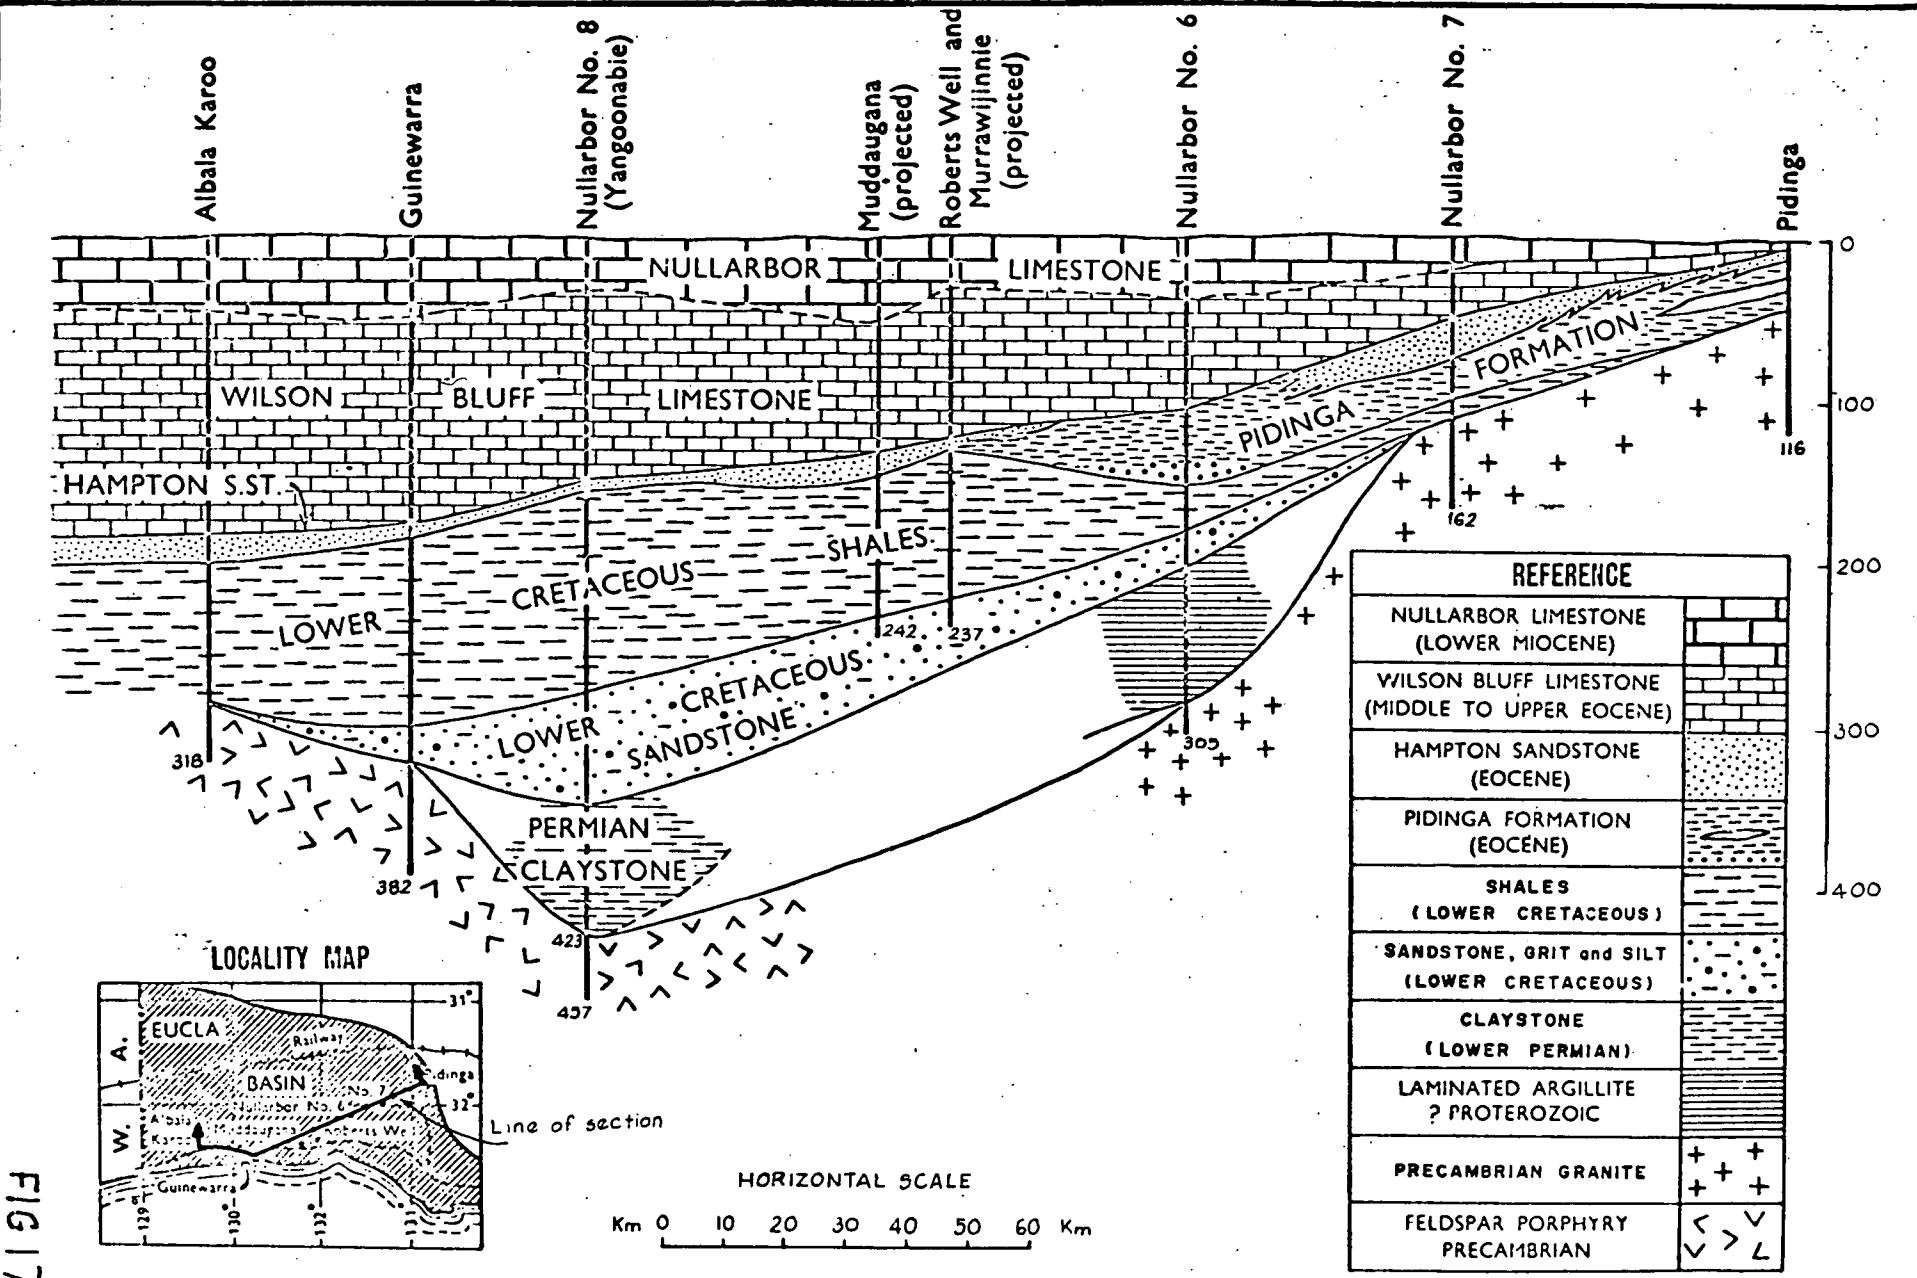 Albala Karoo
Guinewarra
Nullarbor No. 8
(Yangoonabie)
Muddaugana
(projected)
Roberts Well and
Murrawijinnie
(projected)
Nullarbor No. 6
Nullarbor No. 7
Pidinga
NULLARBOR LIMESTONE
WILSON BLUFF LIMESTONE
HAMPTON S.ST.
PIDINGA FORMATION
LOWER CRETACEOUS SHALES
LOWER CRETACEOUS
SANDSTONE
PERMIAN
CLAYSTONE
318
382
423
457
242
237
309
162
116
0
100
200
300
400
REFERENCE
NULLARBOR LIMESTONE
(LOWER MIOCENE)
WILSON BLUFF LIMESTONE
(MIDDLE TO UPPER EOCENE)
HAMPTON SANDSTONE
(EOCENE)
PIDINGA FORMATION
(EOCENE)
SHALES
(LOWER CRETACEOUS)
SANDSTONE, GRIT and SILT
(LOWER CRETACEOUS)
CLAYSTONE
(LOWER PERMIAN)
LAMINATED ARGILLITE
? PROTEROZOIC
PRECAMBRIAN GRANITE
FELDSPAR PORPHYRY
PRECAMBRIAN
LOCALITY MAP
EUCLA
BASIN
Railway
W. A.
No. 7
Nullarbor No. 6
Albala
Karoo
Muddaugana
Roberts Well
Guinewarra
31°
32°
129°
130°
132°
131°
Line of section
HORIZONTAL SCALE
Km 0 10 20 30 40 50 60 Km
FIG 17